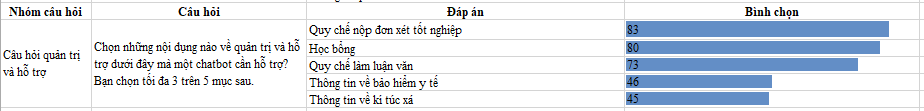 Nhóm câu hỏi Câu hỏi Đáp án Bình chọn
Câu hỏi quản trị
và hỗ trợ
Chọn những nội dụng nào về quản trị và hỗ
trợ dưới đây mà một chatbot cần hỗ trợ?
Bạn chọn tối đa 3 trên 5 mục sau.
Quy chế nộp đơn xét tốt nghiệp 83
Học bổng 80
Quy chế làm luận văn 73
Thông tin về bảo hiểm y tế 46
Thông tin về kí túc xá 45